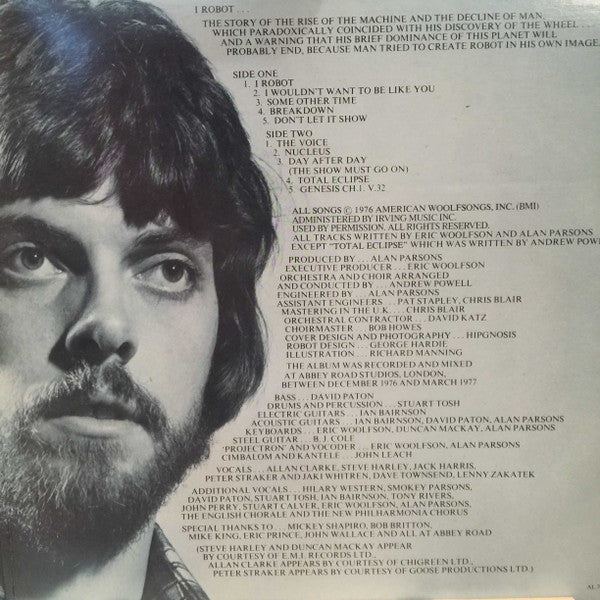 I ROBOT . . .
THE STORY OF THE RISE OF THE MACHINE AND THE DECLINE OF MAN,
WHICH PARADOXICALLY COINCIDED WITH HIS DISCOVERY OF THE WHEEL . . .
AND A WARNING THAT HIS BRIEF DOMINANCE OF THIS PLANET WILL
PROBABLY END, BECAUSE MAN TRIED TO CREATE ROBOT IN HIS OWN IMAGE.
SIDE ONE
1. I ROBOT
2. I WOULDN'T WANT TO BE LIKE YOU
3. SOME OTHER TIME
4. BREAKDOWN
5. DON'T LET IT SHOW
SIDE TWO
1. THE VOICE
2. NUCLEUS
3. DAY AFTER DAY
(THE SHOW MUST GO ON)
4. TOTAL ECLIPSE
5. GENESIS CH.1. V.32
ALL SONGS © 1976 AMERICAN WOOLFSONGS, INC. (BMI)
ADMINISTERED BY IRVING MUSIC INC.
USED BY PERMISSION. ALL RIGHTS RESERVED.
ALL TRACKS WRITTEN BY ERIC WOOLFSON AND ALAN PARSONS
EXCEPT "TOTAL ECLIPSE" WHICH WAS WRITTEN BY ANDREW POWE
PRODUCED BY . . . ALAN PARSONS
EXECUTIVE PRODUCER . . . ERIC WOOLFSON
ORCHESTRA AND CHOIR ARRANGED
AND CONDUCTED BY . . . ANDREW POWELL
ENGINEERED BY . . . ALAN PARSONS
ASSISTANT ENGINEERS . . . PAT STAPLEY, CHRIS BLAIR
MASTERING IN THE U.K. . . . CHRIS BLAIR
ORCHESTRAL CONTRACTOR . . . DAVID KATZ
CHOIRMASTER . . . BOB HOWES
COVER DESIGN AND PHOTOGRAPHY . . . HIPGNOSIS
ROBOT DESIGN . . . GEORGE HARDIE
ILLUSTRATION . . . RICHARD MANNING
THE ALBUM WAS RECORDED AND MIXED
AT ABBEY ROAD STUDIOS, LONDON,
BETWEEN DECEMBER 1976 AND MARCH 1977
BASS . . . DAVID PATON
DRUMS AND PERCUSSION . . . STUART TOSH
ELECTRIC GUITARS . . . IAN BAIRNSON
ACOUSTIC GUITARS . . . IAN BAIRNSON, DAVID PATON, ALAN PARSONS
KEYBOARDS . . . ERIC WOOLFSON, DUNCAN MACKAY, ALAN PARSONS
STEEL GUITAR . . . B. J. COLE
'PROJECTRON' AND VOCODER . . . ERIC WOOLFSON, ALAN PARSONS
CIMBALOM AND KANTELE . . . JOHN LEACH
VOCALS . . . ALLAN CLARKE, STEVE HARLEY, JACK HARRIS,
PETER STRAKER AND JAKI WHITREN, DAVE TOWNSEND, LENNY ZAKATEK
ADDITIONAL VOCALS . . . HILARY WESTERN, SMOKEY PARSONS,
DAVID PATON, STUART TOSH, IAN BAIRNSON, TONY RIVERS,
JOHN PERRY, STUART CALVER, ERIC WOOLFSON, ALAN PARSONS,
THE ENGLISH CHORALE AND THE NEW PHILHARMONIA CHORUS
SPECIAL THANKS TO . . . MICKEY SHAPIRO, BOB BRITTON,
MIKE KING, ERIC PRINCE, JOHN WALLACE AND ALL AT ABBEY ROAD
(STEVE HARLEY AND DUNCAN MACKAY APPEAR
BY COURTESY OF E.M.I. RECORDS LTD.,
ALLAN CLARKE APPEARS BY COURTESY OF CHIGREEN LTD.,
PETER STRAKER APPEARS BY COURTESY OF GOOSE PRODUCTIONS LTD.)
AL 7